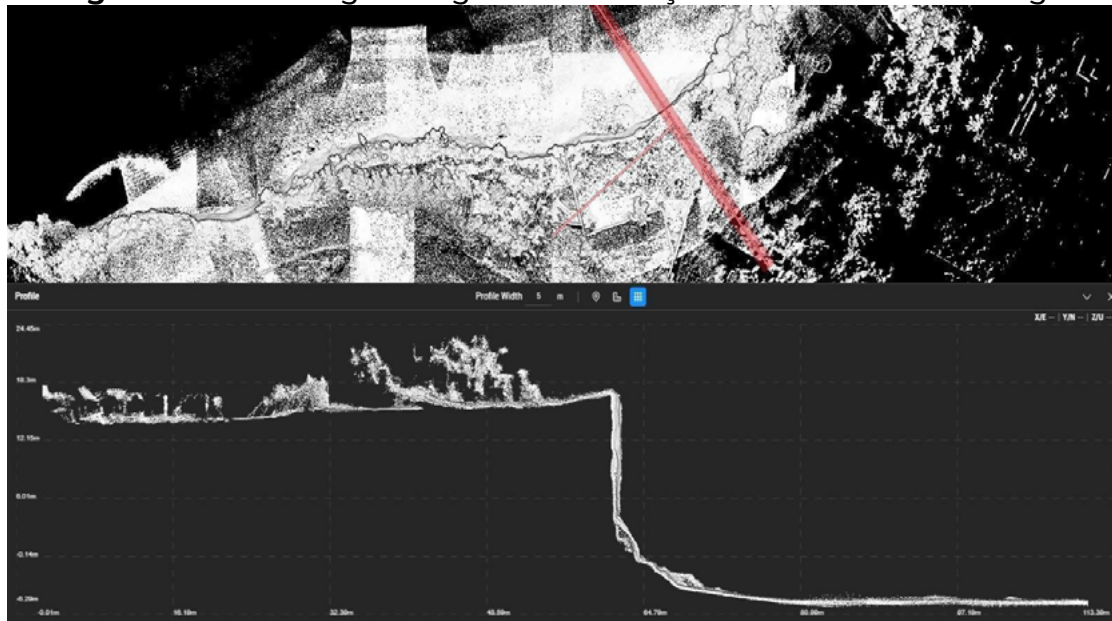 Profile
Profile Width 5 m
X/E -- | Y/N -- | Z/U --
24.45m
18.3m
12.15m
6.01m
-0.14m
-6.29m
-0.01m 16.19m 32.39m 48.59m 64.79m 80.99m 97.19m 113.39m